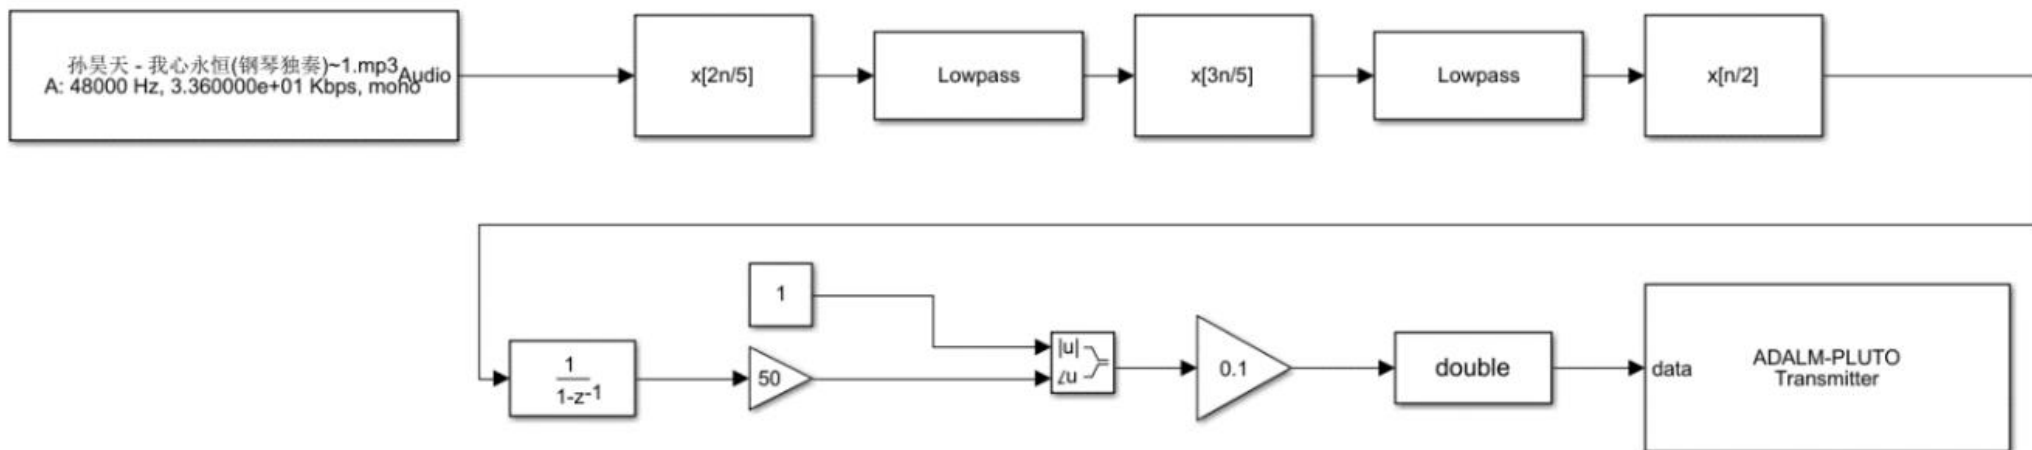 孙昊天 - 我心永恒(钢琴独奏)~1.mp3
A: 48000 Hz, 3.360000e+01 Kbps, mono
Audio
x[2n/5]
Lowpass
x[3n/5]
Lowpass
x[n/2]
1
1
1-z-1
50
|u|
∠u
0.1
double
data
ADALM-PLUTO
Transmitter